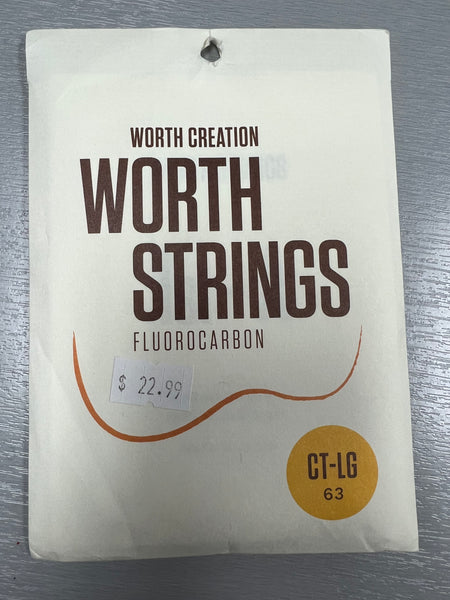 WORTH CREATION
WORTH
STRINGS
FLUOROCARBON
$ 22.99
CT-LG
63